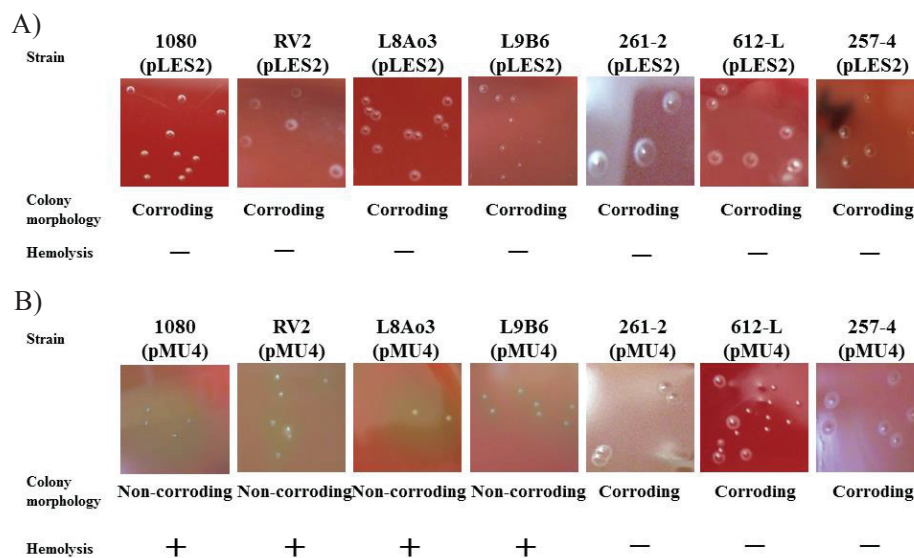 A)
Strain 1080 RV2 L8Ao3 L9B6 261-2 612-L 257-4
(pLES2) (pLES2) (pLES2) (pLES2) (pLES2) (pLES2) (pLES2)
Colony morphology Corroding Corroding Corroding Corroding Corroding Corroding Corroding
Hemolysis − − − − − − −
B)
Strain 1080 RV2 L8Ao3 L9B6 261-2 612-L 257-4
(pMU4) (pMU4) (pMU4) (pMU4) (pMU4) (pMU4) (pMU4)
Colony morphology Non-corroding Non-corroding Non-corroding Non-corroding Corroding Corroding Corroding
Hemolysis + + + + − − −